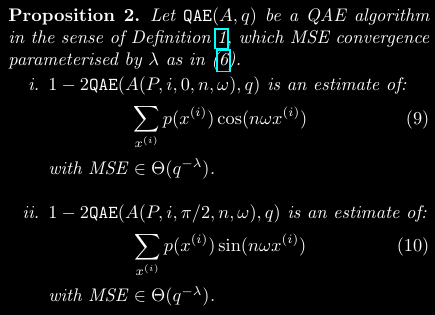 Proposition 2. Let QAE(A, q) be a QAE algorithm
in the sense of Definition 1, which MSE convergence
parameterised by λ as in (6).
i. 1 − 2QAE(A(P, i, 0, n, ω), q) is an estimate of:
∑_{x^{(i)}} p(x^{(i)}) cos(nωx^{(i)}) (9)
with MSE ∈ Θ(q^{−λ}).
ii. 1 − 2QAE(A(P, i, π/2, n, ω), q) is an estimate of:
∑_{x^{(i)}} p(x^{(i)}) sin(nωx^{(i)}) (10)
with MSE ∈ Θ(q^{−λ}).